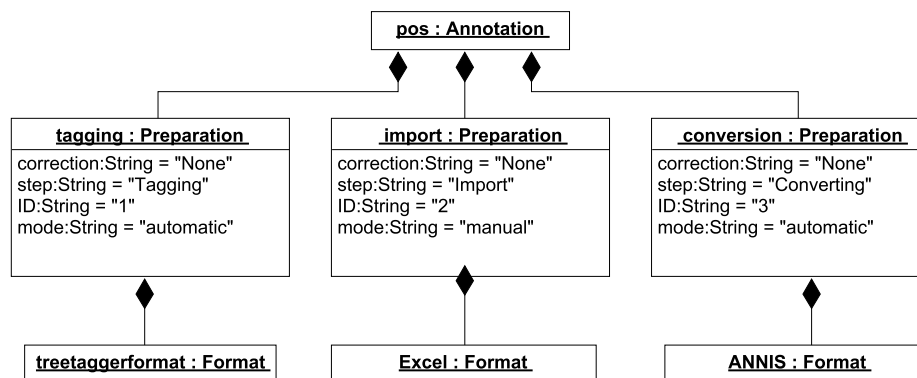 pos : Annotation
tagging : Preparation
correction:String = "None"
step:String = "Tagging"
ID:String = "1"
mode:String = "automatic"
import : Preparation
correction:String = "None"
step:String = "Import"
ID:String = "2"
mode:String = "manual"
conversion : Preparation
correction:String = "None"
step:String = "Converting"
ID:String = "3"
mode:String = "automatic"
treetaggerformat : Format
Excel : Format
ANNIS : Format